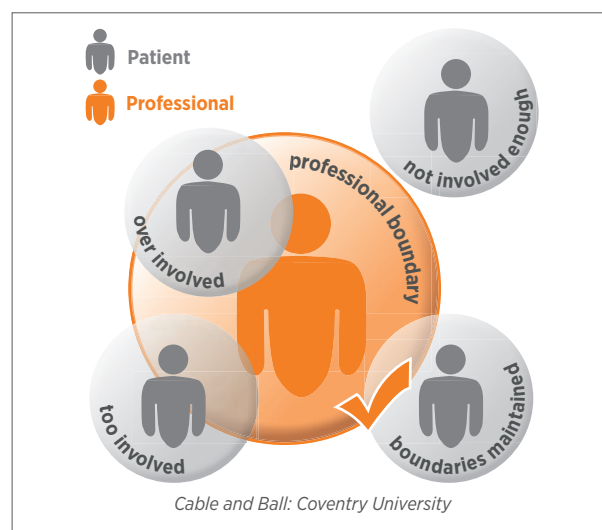 Patient
Professional
not involved enough
professional boundary
over involved
too involved
boundaries maintained
Cable and Ball: Coventry University